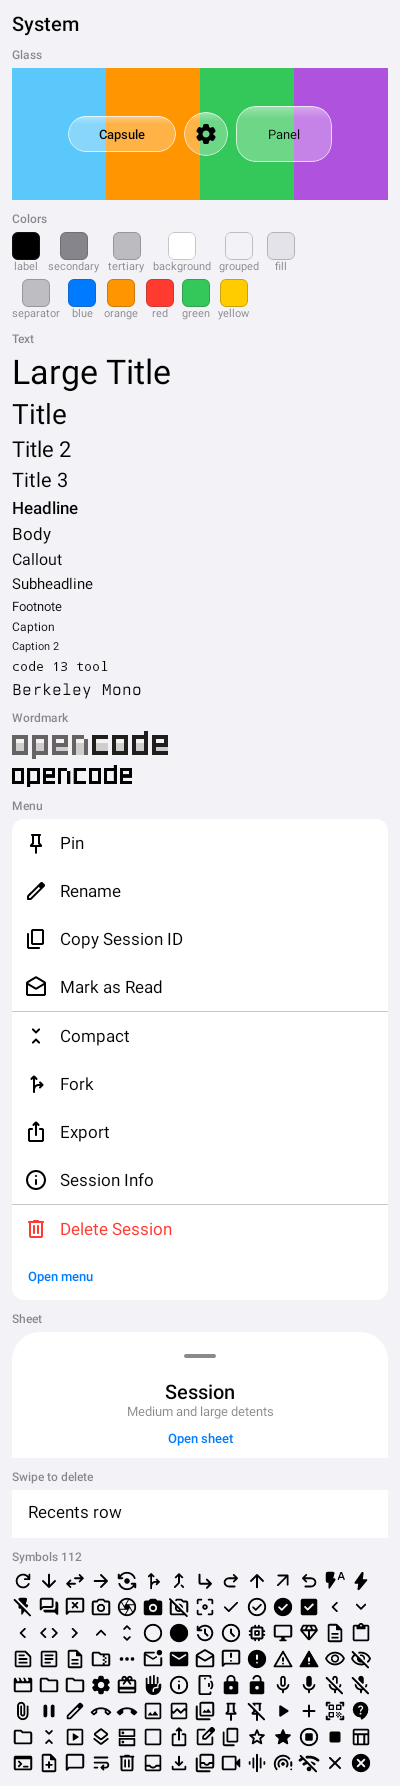 System
Glass
Capsule
Panel
Colors
label secondary tertiary background grouped fill
separator blue orange red green yellow
Text
Large Title
Title
Title 2
Title 3
Headline
Body
Callout
Subheadline
Footnote
Caption
Caption 2
code 13 tool
Berkeley Mono
Wordmark
opencode
opencode
Menu
Pin
Rename
Copy Session ID
Mark as Read
Compact
Fork
Export
Session Info
Delete Session
Open menu
Sheet
Session
Medium and large detents
Open sheet
Swipe to delete
Recents row
Symbols 112